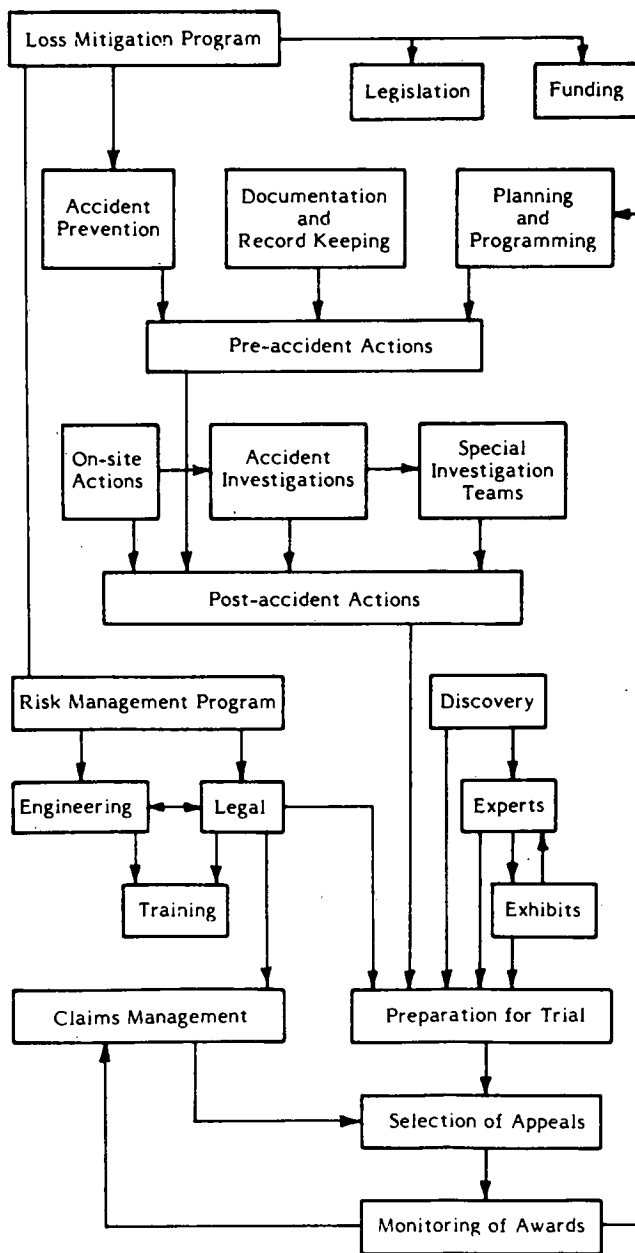 Loss Mitigation Program
Legislation
Funding
Accident
Prevention
Documentation
and
Record Keeping
Planning
and
Programming
Pre-accident Actions
On-site
Actions
Accident
Investigations
Special
Investigation
Teams
Post-accident Actions
Risk Management Program
Discovery
Engineering
Legal
Experts
Training
Exhibits
Claims Management
Preparation for Trial
Selection of Appeals
Monitoring of Awards